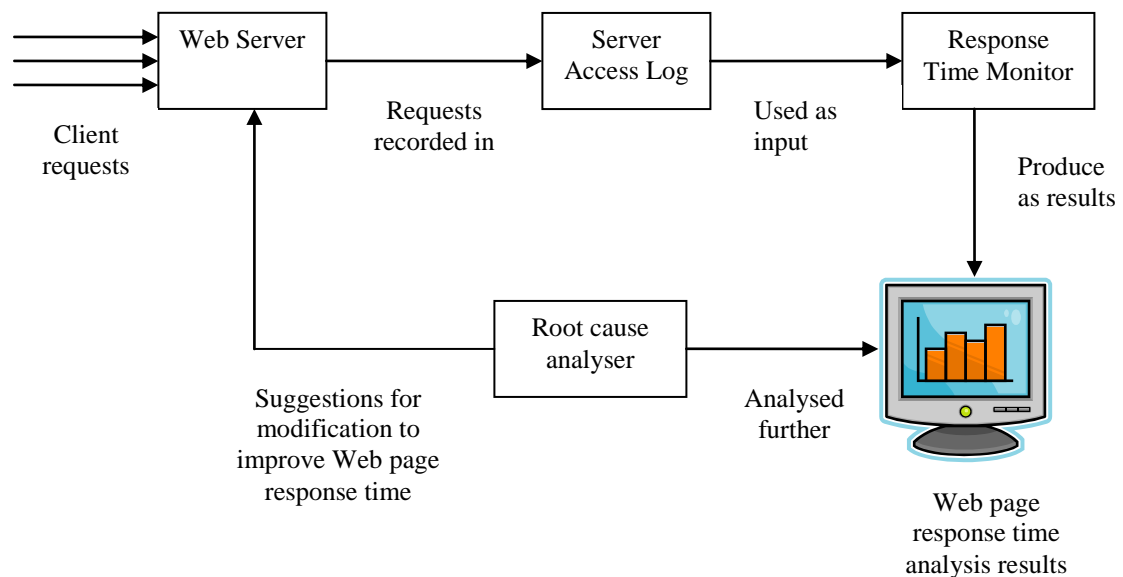 Web Server
Server
Access Log
Response
Time Monitor
Client
requests
Requests
recorded in
Used as
input
Produce
as results
Root cause
analyser
Suggestions for
modification to
improve Web page
response time
Analysed
further
Web page
response time
analysis results